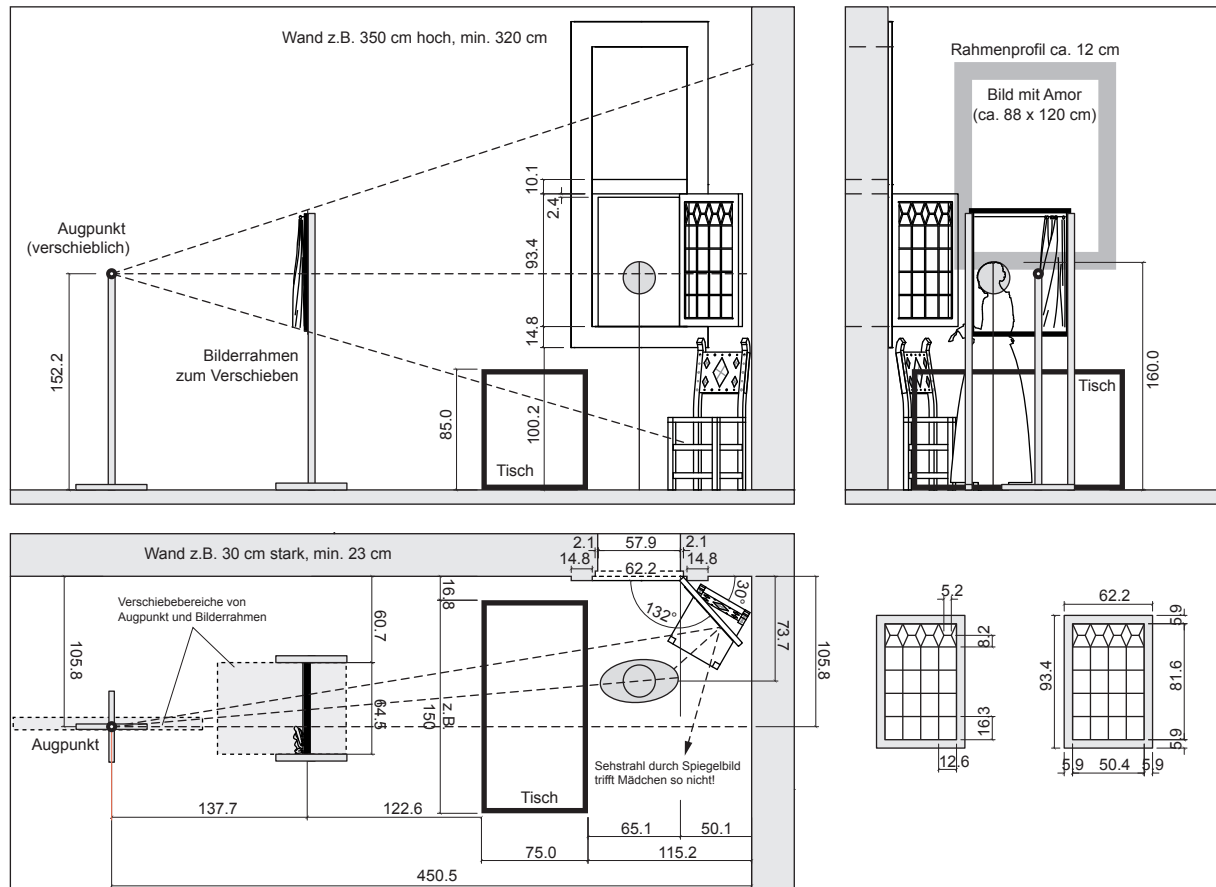 Wand z.B. 350 cm hoch, min. 320 cm
Augpunkt
(verschieblich)
152.2
Bilderrahmen
zum Verschieben
85.0
Tisch
100.2
14.8
93.4
2.4
10.1
Rahmenprofil ca. 12 cm
Bild mit Amor
(ca. 88 x 120 cm)
Tisch
160.0
Wand z.B. 30 cm stark, min. 23 cm
Verschiebebereiche von
Augpunkt und Bilderrahmen
105.8
Augpunkt
60.7
64.5
16.8
z.B.
150
Tisch
2.1
57.9
2.1
14.8
62.2
14.8
132°
30°
73.7
105.8
Sehstrahl durch Spiegelbild
trifft Mädchen so nicht!
137.7
122.6
65.1
50.1
75.0
115.2
450.5
5.2
8.2
16.3
12.6
62.2
5.9
93.4
81.6
5.9
5.9
50.4
5.9